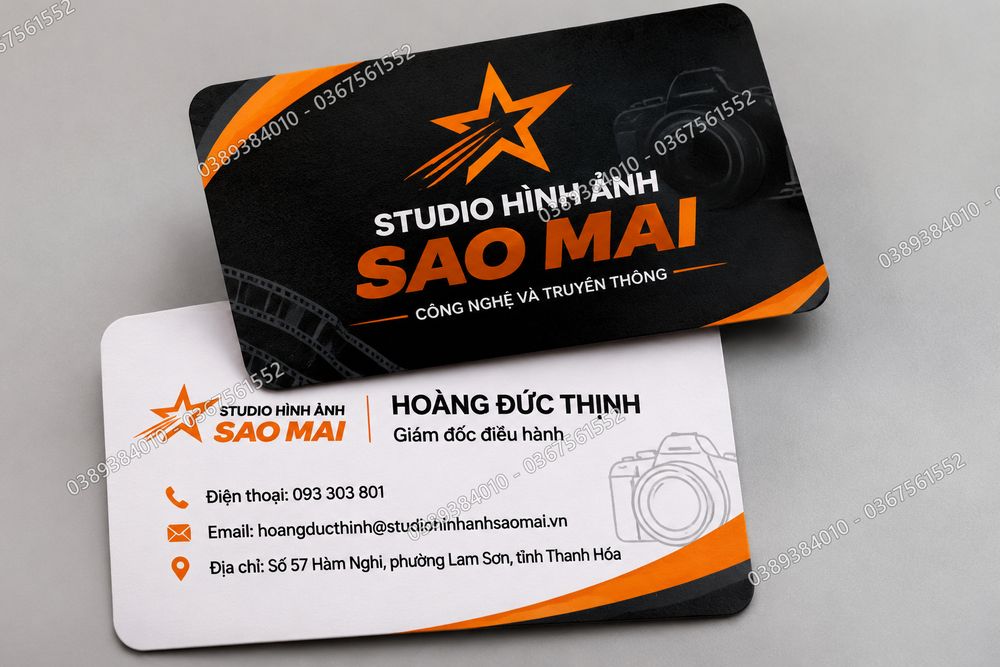 0367561552
0389384010 - 0367561552
0389384010 - 0367561552
0389384010 -
STUDIO HÌNH ẢNH
SAO MAI
CÔNG NGHỆ VÀ TRUYỀN THÔNG
0389384010 - 0367561552
STUDIO HÌNH ẢNH
SAO MAI
HOÀNG ĐỨC THỊNH
Giám đốc điều hành
Điện thoại: 093 303 801
Email: hoangducthinh@studiohinhanhsaomai.vn
Địa chỉ: Số 57 Hàm Nghi, phường Lam Sơn, tỉnh Thanh Hóa
0389384010 - 0367561552
0389384010 - 0367561552